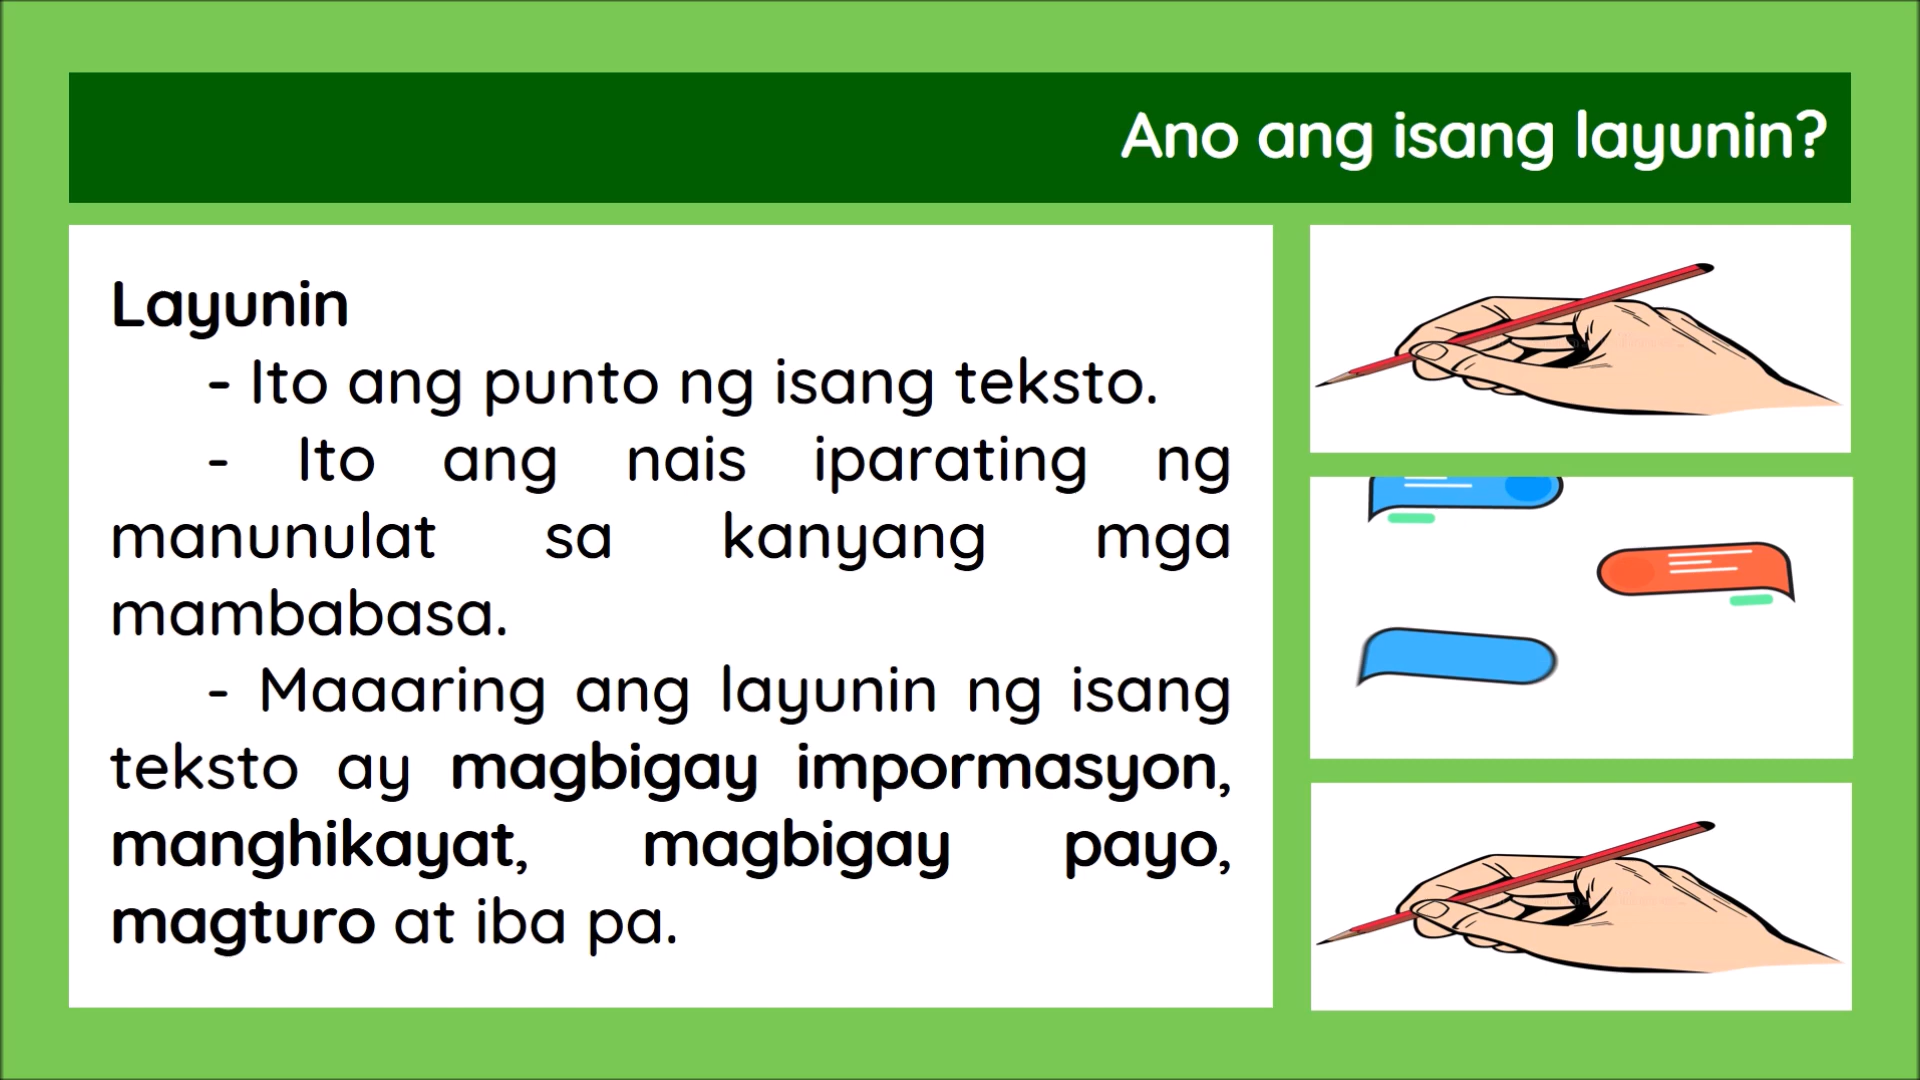 Ano ang isang layunin?
Layunin
- Ito ang punto ng isang teksto.
- Ito ang nais iparating ng
manunulat sa kanyang mga
mambabasa.
- Maaaring ang layunin ng isang
teksto ay magbigay impormasyon,
manghikayat, magbigay payo,
magturo at iba pa.